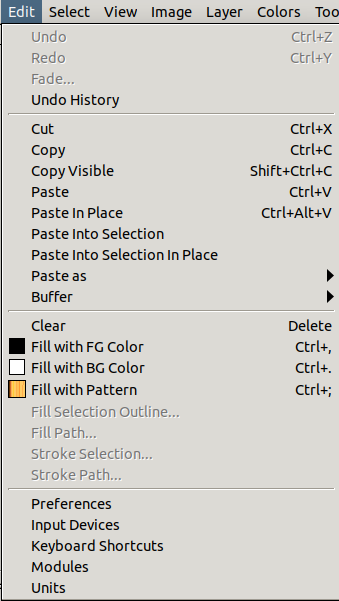 Edit Select View Image Layer Colors Too
Undo Ctrl+Z
Redo Ctrl+Y
Fade...
Undo History
Cut Ctrl+X
Copy Ctrl+C
Copy Visible Shift+Ctrl+C
Paste Ctrl+V
Paste In Place Ctrl+Alt+V
Paste Into Selection
Paste Into Selection In Place
Paste as
Buffer
Clear Delete
Fill with FG Color Ctrl+,
Fill with BG Color Ctrl+.
Fill with Pattern Ctrl+;
Fill Selection Outline...
Fill Path...
Stroke Selection...
Stroke Path...
Preferences
Input Devices
Keyboard Shortcuts
Modules
Units